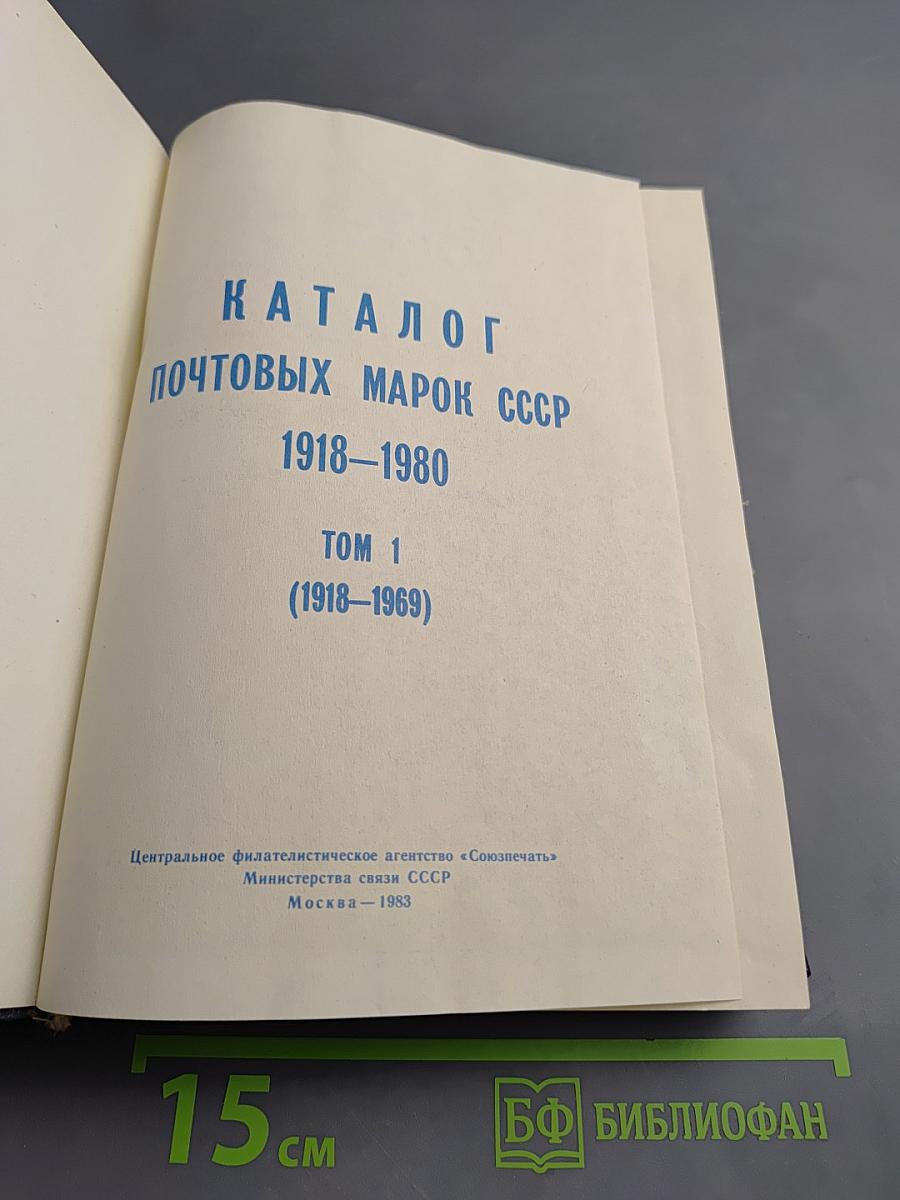 КАТАЛОГ
ПОЧТОВЫХ МАРОК СССР
1918—1980
ТОМ 1
(1918—1969)
Центральное филателистическое агентство «Союзпечать»
Министерства связи СССР
Москва — 1983
15 см
БФ БИБЛИОФАН